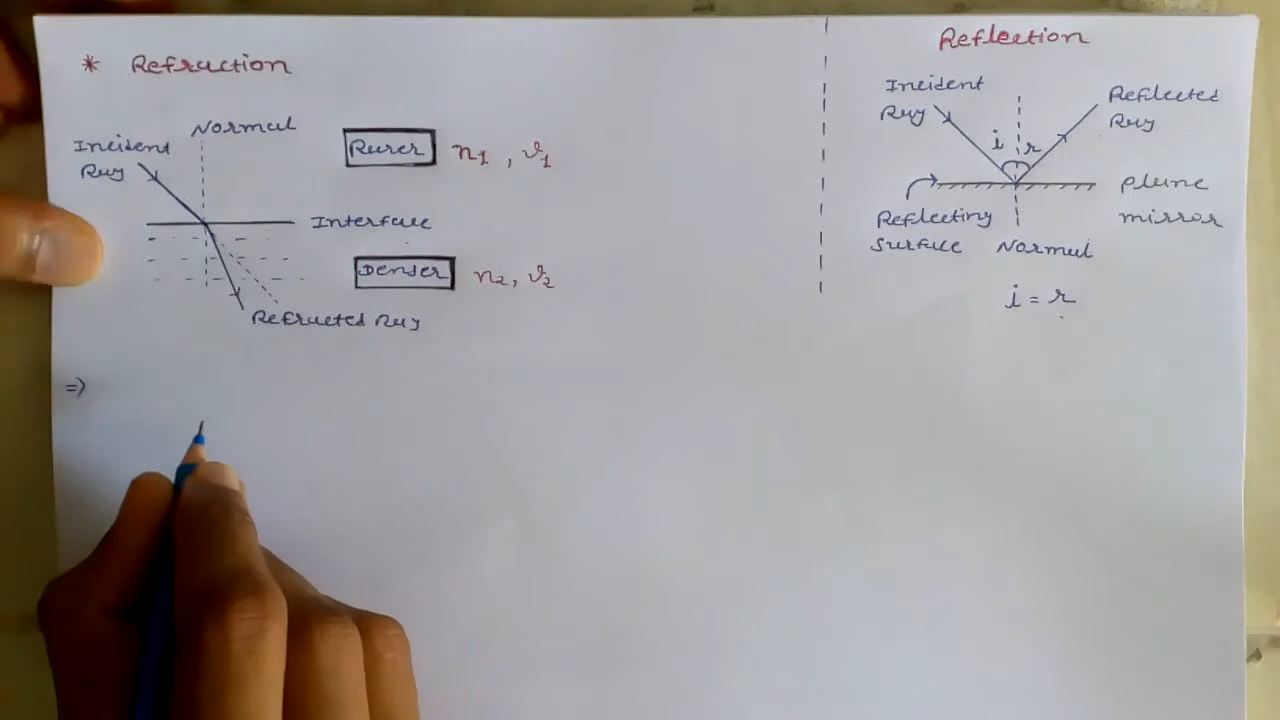 * Refraction
Normal
Incident
Ray
Rarer n1 , v1
Interface
Denser n2, v2
Refracted Ray
=>
Reflection
Incident
Ray
Reflected
Ray
i r
plane
mirror
Reflecting
surface
Normal
i = r